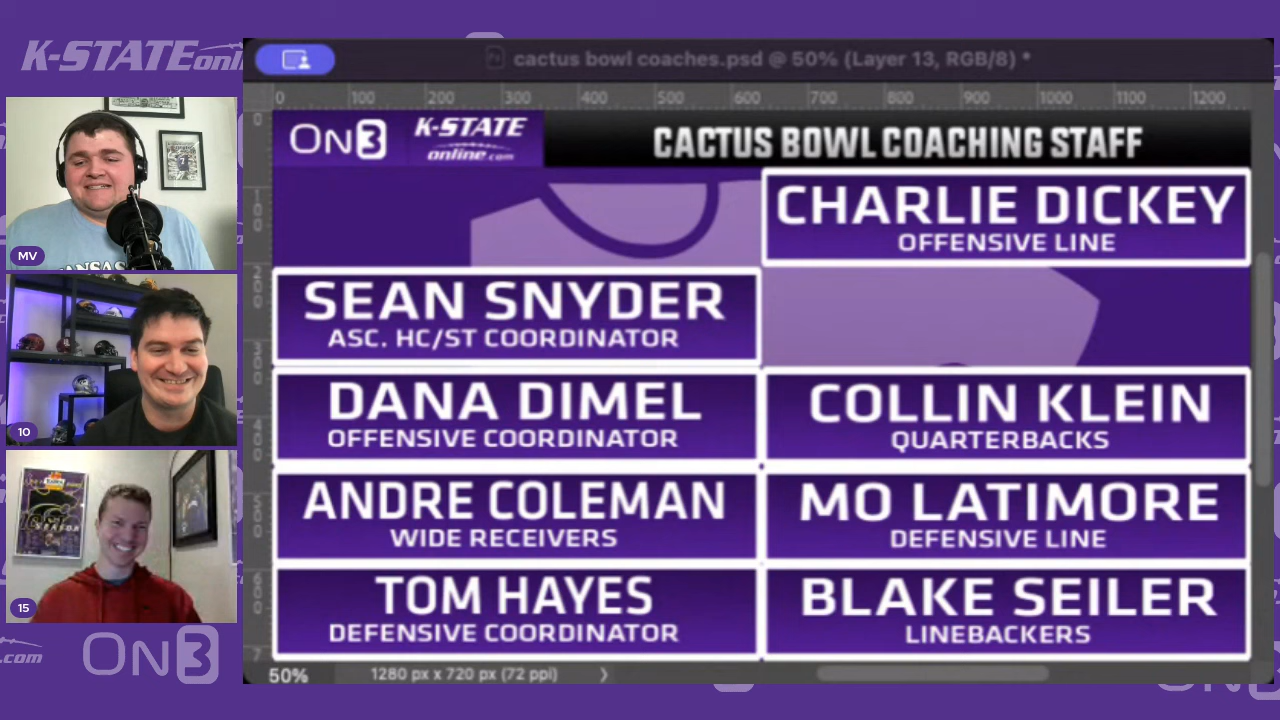 K-STATE onl
cactus bowl coaches.psd @ 50% (Layer 13, RGB/8) *
0 100 200 300 400 500 600 700 800 900 1000 1100 1200
ON3 K-STATE online.com
CACTUS BOWL COACHING STAFF
CHARLIE DICKEY
OFFENSIVE LINE
SEAN SNYDER
ASC. HC/ST COORDINATOR
DANA DIMEL
OFFENSIVE COORDINATOR
COLLIN KLEIN
QUARTERBACKS
ANDRE COLEMAN
WIDE RECEIVERS
MO LATIMORE
DEFENSIVE LINE
TOM HAYES
DEFENSIVE COORDINATOR
BLAKE SEILER
LINEBACKERS
50% 1280 px x 720 px (72 ppi)
MV
10
15
.com ON3